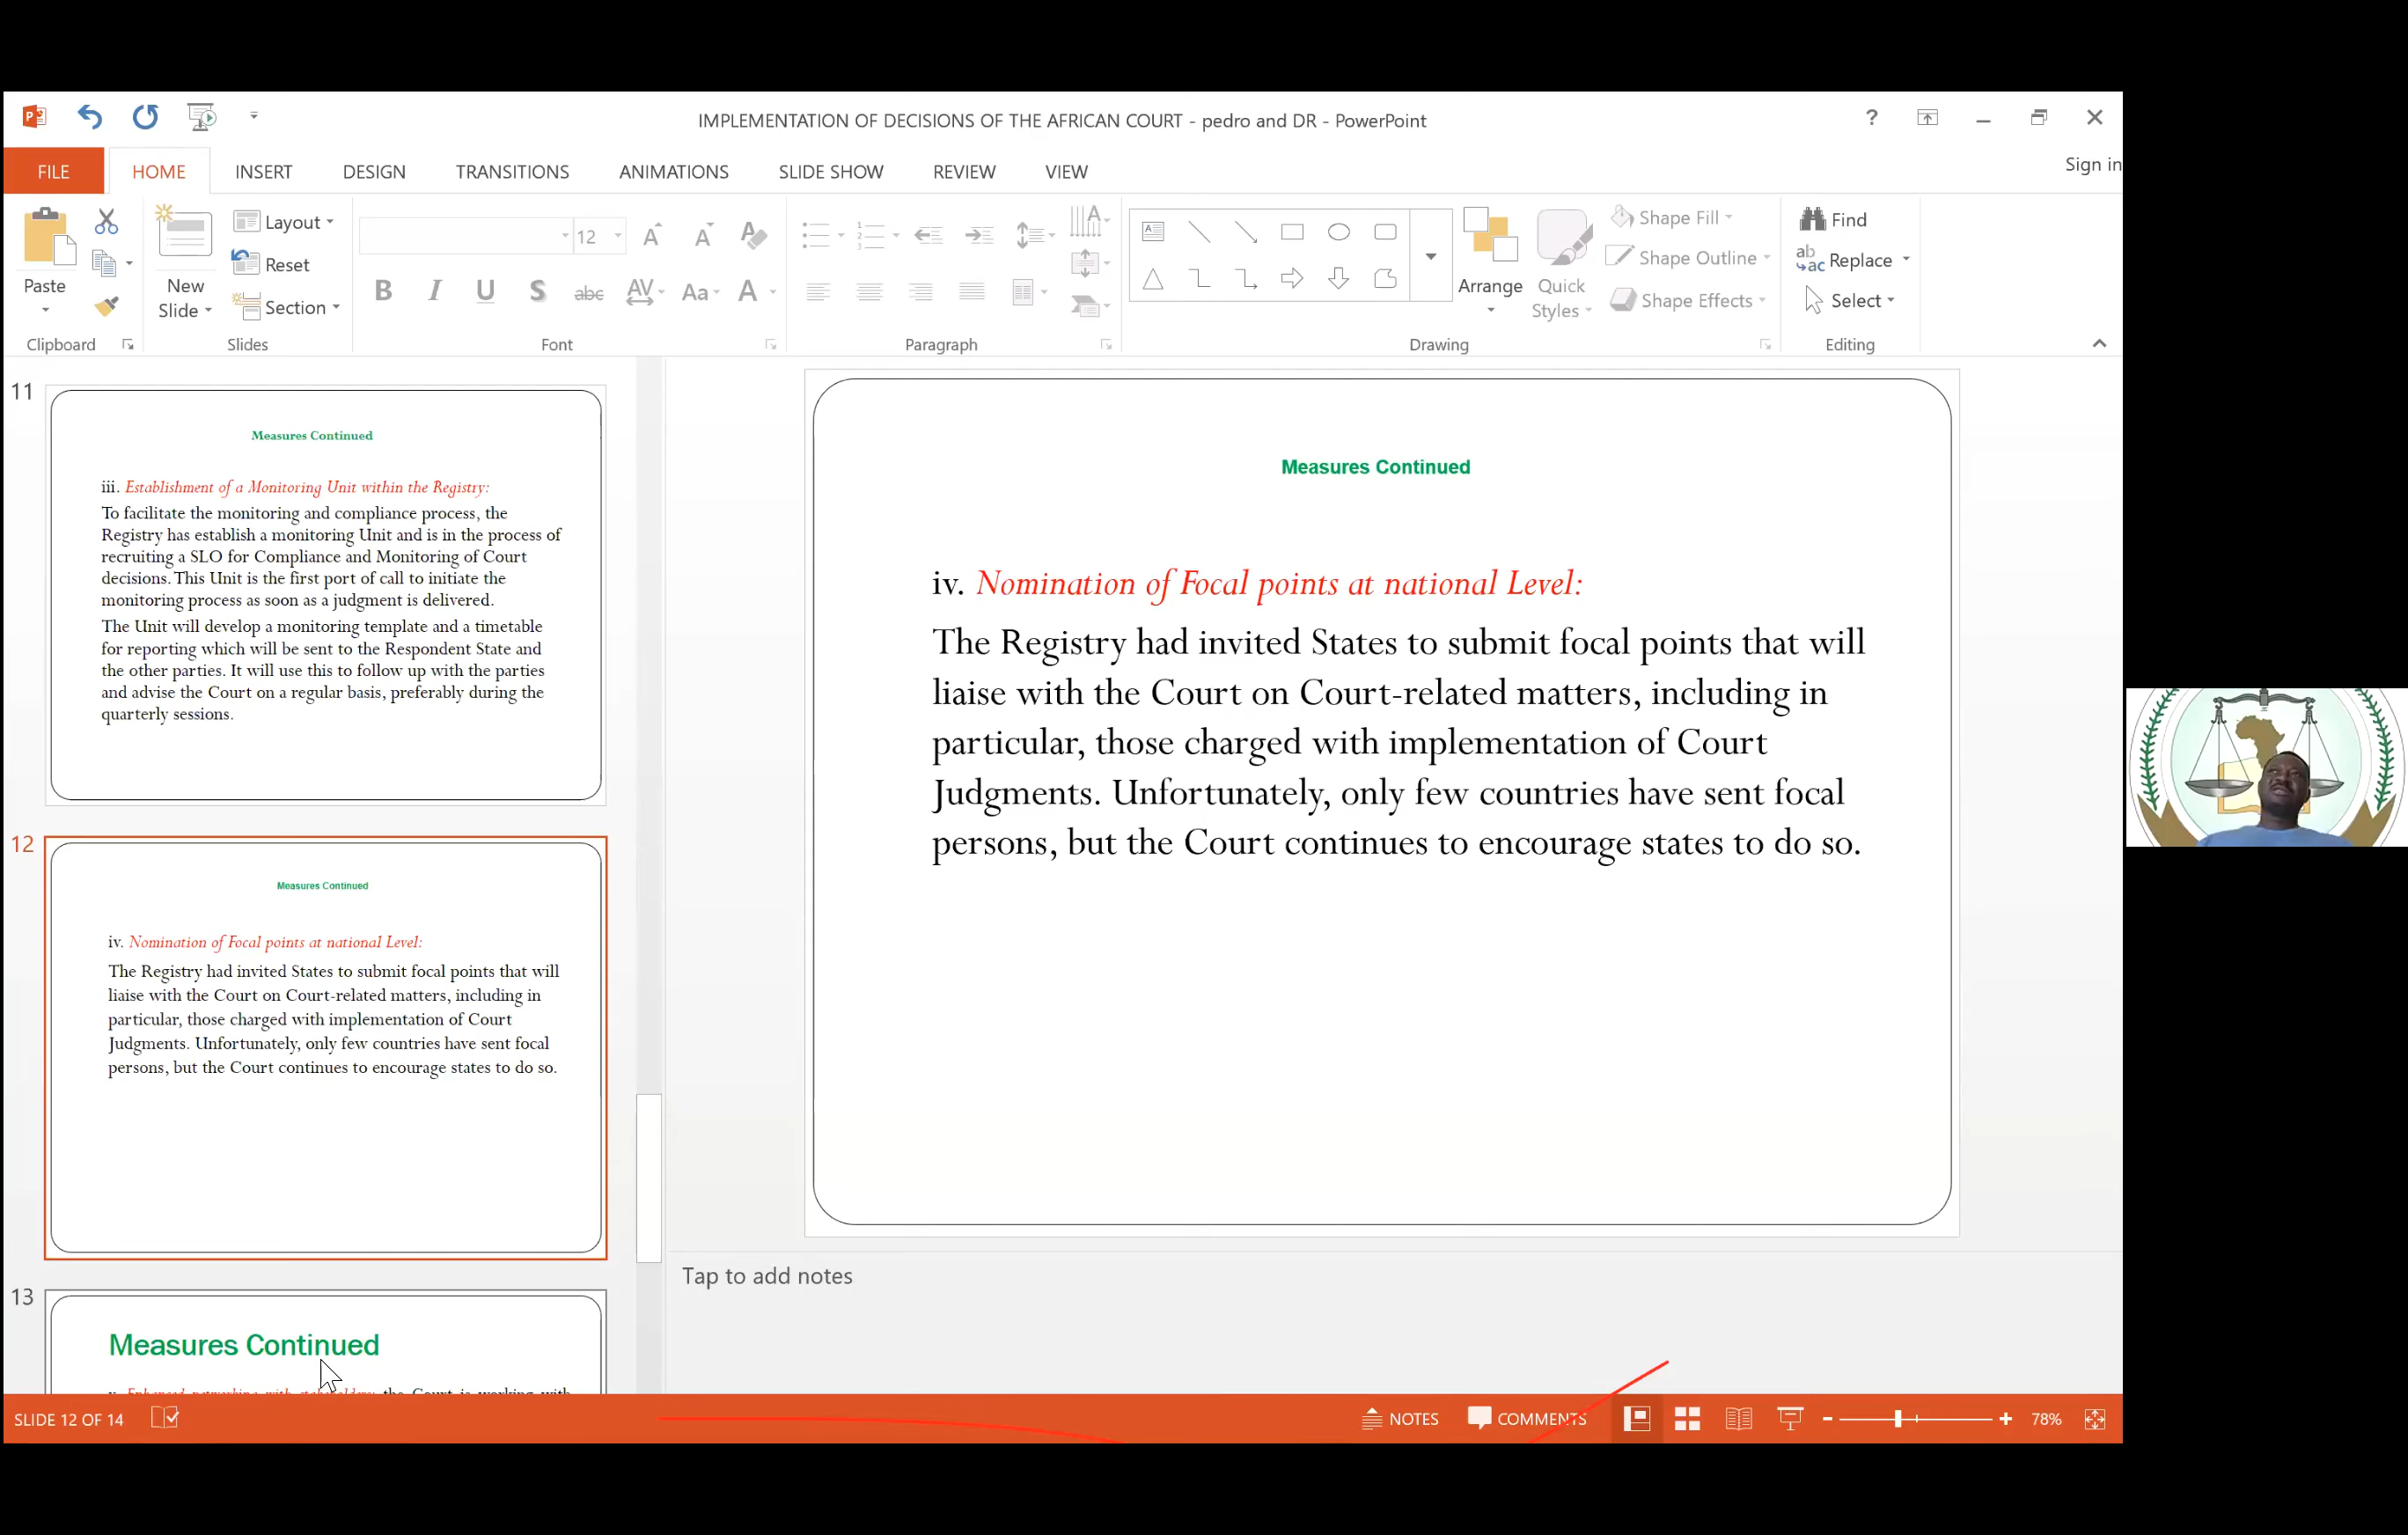 IMPLEMENTATION OF DECISIONS OF THE AFRICAN COURT - pedro and DR - PowerPoint
?
FILE HOME INSERT DESIGN TRANSITIONS ANIMATIONS SLIDE SHOW REVIEW VIEW
Sign in
Paste
New
Slide
Layout
Reset
Section
12
B I U S abc AV Aa A
Arrange
Quick
Styles
Shape Fill
Shape Outline
Shape Effects
Find
Replace
Select
Clipboard Slides Font Paragraph Drawing Editing
11
Measures Continued
iii. Establishment of a Monitoring Unit within the Registry:
To facilitate the monitoring and compliance process, the
Registry has establish a monitoring Unit and is in the process of
recruiting a SLO for Compliance and Monitoring of Court
decisions. This Unit is the first port of call to initiate the
monitoring process as soon as a judgment is delivered.
The Unit will develop a monitoring template and a timetable
for reporting which will be sent to the Respondent State and
the other parties. It will use this to follow up with the parties
and advise the Court on a regular basis, preferably during the
quarterly sessions.
12
Measures Continued
iv. Nomination of Focal points at national Level:
The Registry had invited States to submit focal points that will
liaise with the Court on Court-related matters, including in
particular, those charged with implementation of Court
Judgments. Unfortunately, only few countries have sent focal
persons, but the Court continues to encourage states to do so.
13
Measures Continued
v. Enhanced networking with stakeholders: the Court is working with
Measures Continued
iv. Nomination of Focal points at national Level:
The Registry had invited States to submit focal points that will
liaise with the Court on Court-related matters, including in
particular, those charged with implementation of Court
Judgments. Unfortunately, only few countries have sent focal
persons, but the Court continues to encourage states to do so.
Tap to add notes
SLIDE 12 OF 14
NOTES
COMMENTS
78%